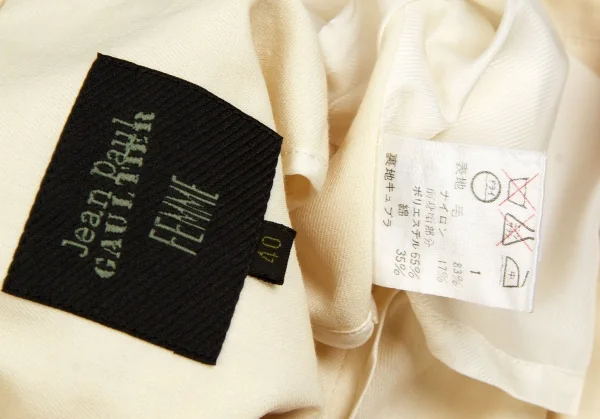 Jean Paul
GAULTIER
FEMME
40
1
表地 毛 83%
ナイロン 17%
ポリエステル 65%
綿 35%
裏地 キュプラ